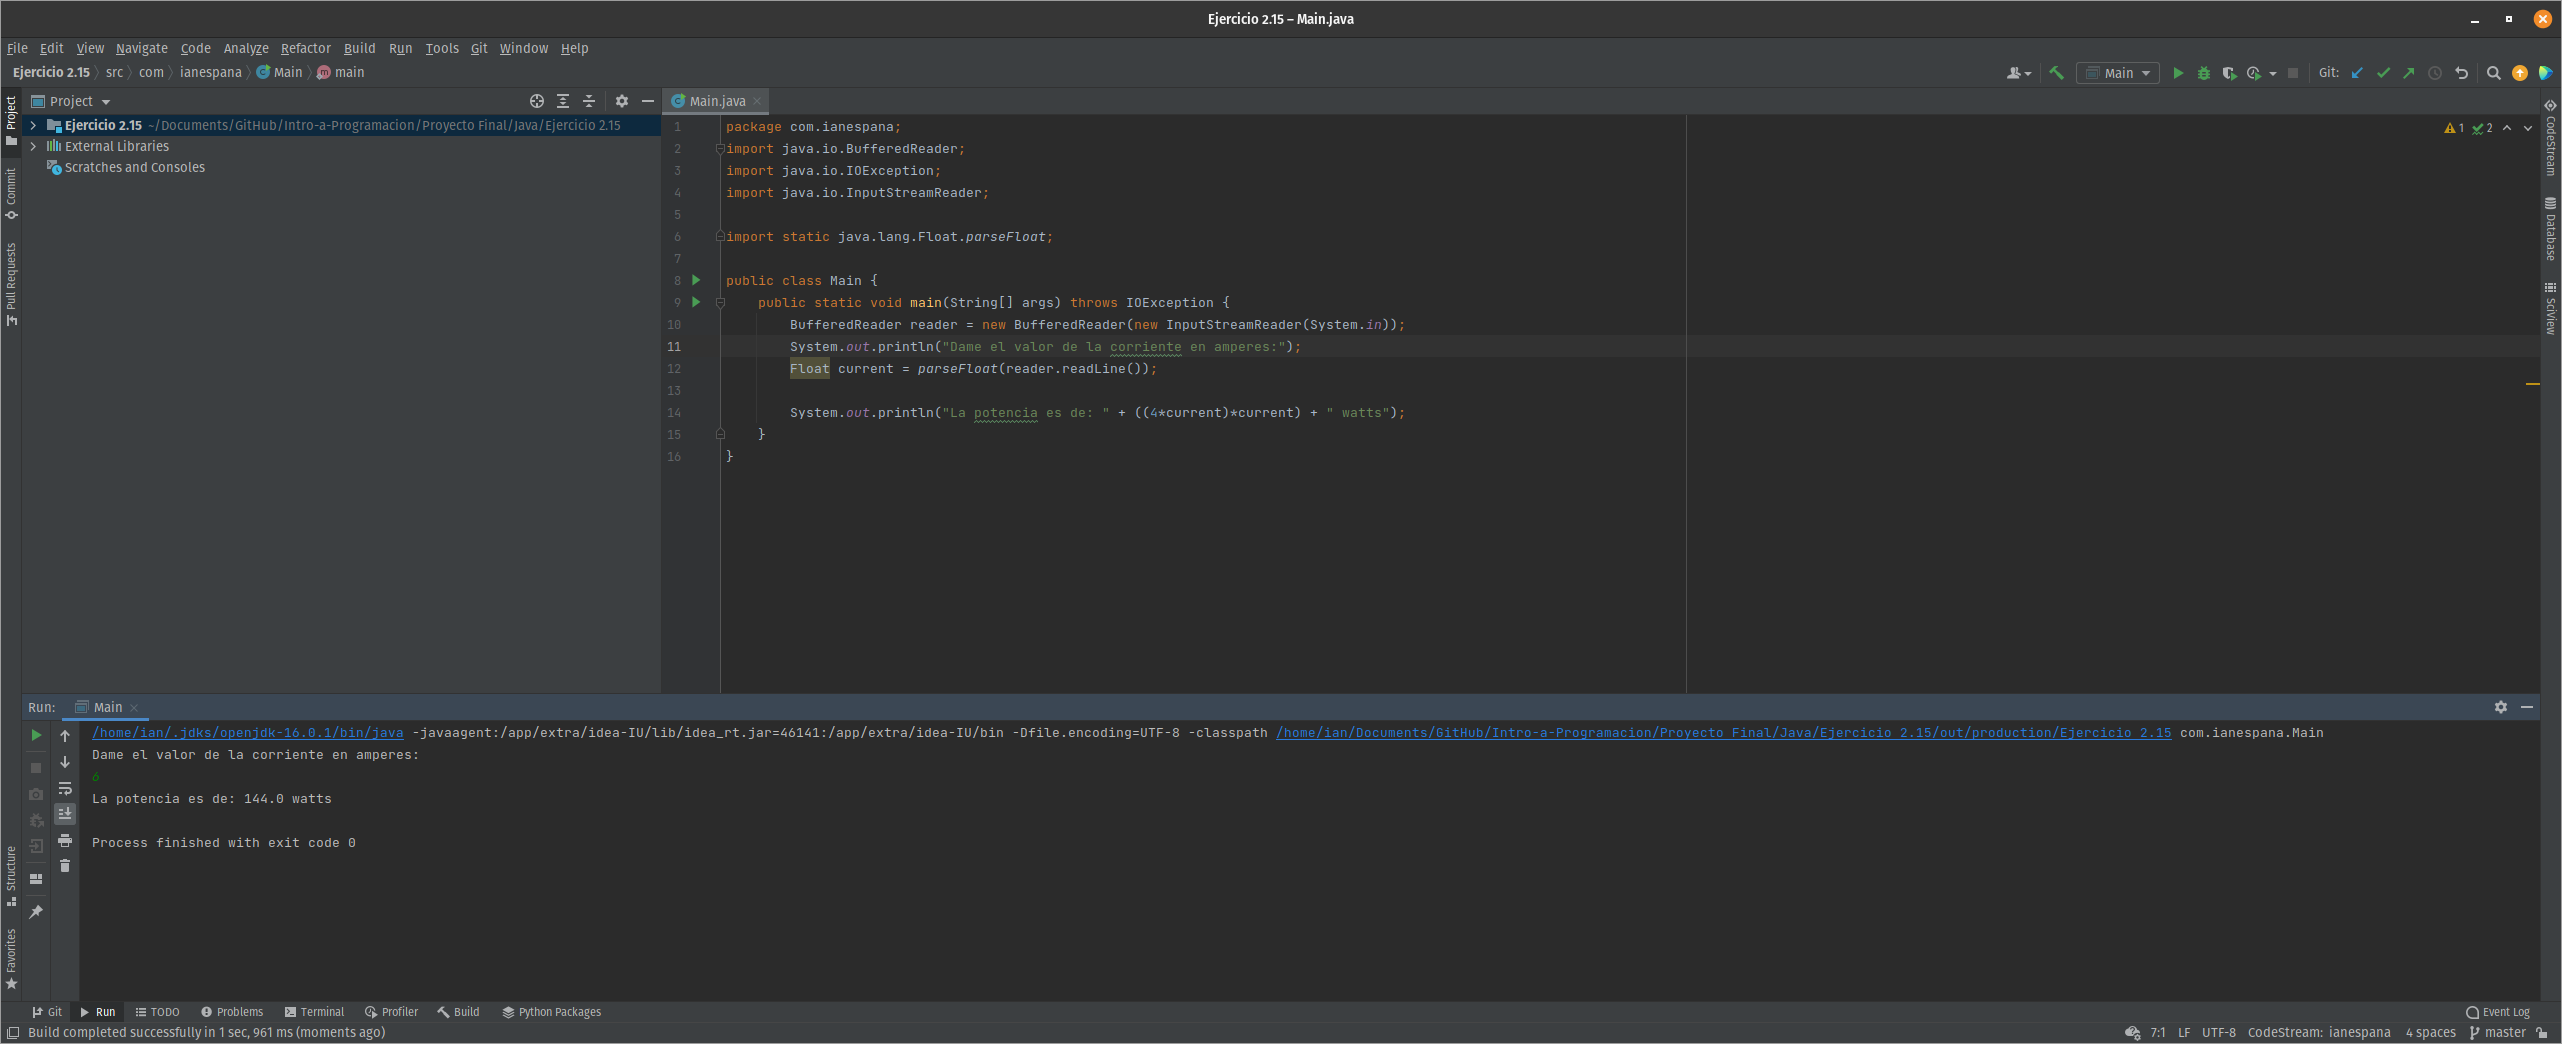 Ejercicio 2.15 – Main.java
File Edit View Navigate Code Analyze Refactor Build Run Tools Git Window Help
Ejercicio 2.15 src com ianespana Main main
Main Git:
Project
Main.java
Ejercicio 2.15 ~/Documents/GitHub/Intro-a-Programacion/Proyecto Final/Java/Ejercicio 2.15
External Libraries
Scratches and Consoles
Project
Commit
Pull Requests
Structure
Favorites
1 package com.ianespana;
2 import java.io.BufferedReader;
3 import java.io.IOException;
4 import java.io.InputStreamReader;
5
6 import static java.lang.Float.parseFloat;
7
8 public class Main {
9 public static void main(String[] args) throws IOException {
10 BufferedReader reader = new BufferedReader(new InputStreamReader(System.in));
11 System.out.println("Dame el valor de la corriente en amperes:");
12 Float current = parseFloat(reader.readLine());
13
14 System.out.println("La potencia es de: " + ((4*current)*current) + " watts");
15 }
16 }
1 2
CodeStream
Database
SciView
Run: Main
/home/ian/.jdks/openjdk-16.0.1/bin/java -javaagent:/app/extra/idea-IU/lib/idea_rt.jar=46141:/app/extra/idea-IU/bin -Dfile.encoding=UTF-8 -classpath /home/ian/Documents/GitHub/Intro-a-Programacion/Proyecto Final/Java/Ejercicio 2.15/out/production/Ejercicio 2.15 com.ianespana.Main
Dame el valor de la corriente en amperes:
6
La potencia es de: 144.0 watts
Process finished with exit code 0
Git Run TODO Problems Terminal Profiler Build Python Packages Event Log
Build completed successfully in 1 sec, 961 ms (moments ago) 7:1 LF UTF-8 CodeStream: ianespana 4 spaces master